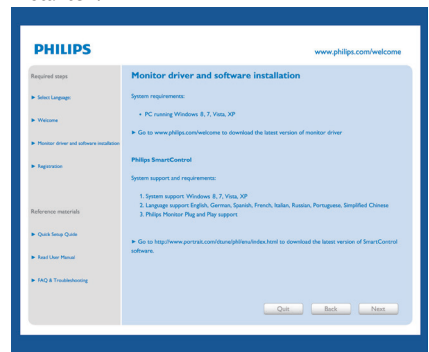 PHILIPS
www.philips.com/welcome
Required steps
Monitor driver and software installation
► Select Language:
System requirements:
• PC running Windows 8, 7, Vista, XP
► Welcome
► Go to www.philips.com/welcome to download the latest version of monitor driver
► Monitor driver and software installation
Philips SmartControl
► Registration
System support and requirements:
1. System support Windows 8, 7, Vista, XP
2. Language support English, German, Spanish, French, Italian, Russian, Portuguese, Simplified Chinese
3. Philips Monitor Plug and Play support
Reference materials:
► Quick Setup Guide
► Go to http://www.portrait.com/dtune/phl/enu/index.html to download the latest version of SmartControl
software.
► Read User Manual
► FAQ & Troubleshooting
Quit Back Next